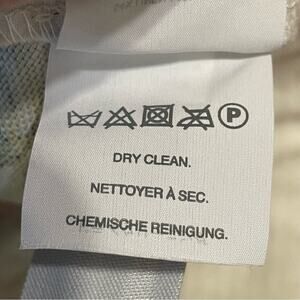 P
DRY CLEAN.
NETTOYER À SEC.
CHEMISCHE REINIGUNG.